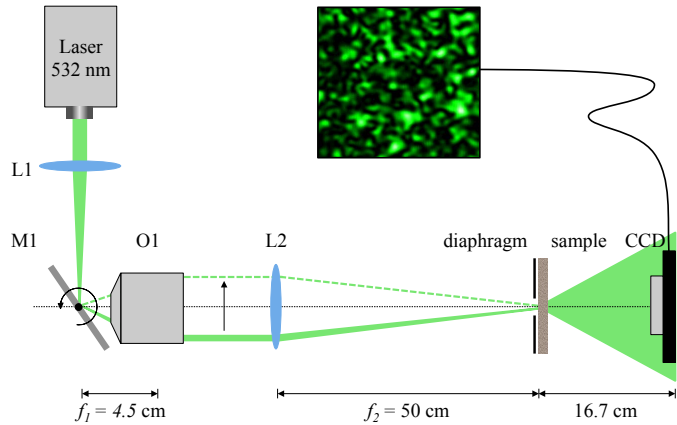 Laser
532 nm
L1
M1
O1
L2
diaphragm
sample
CCD
f₁ = 4.5 cm
f₂ = 50 cm
16.7 cm